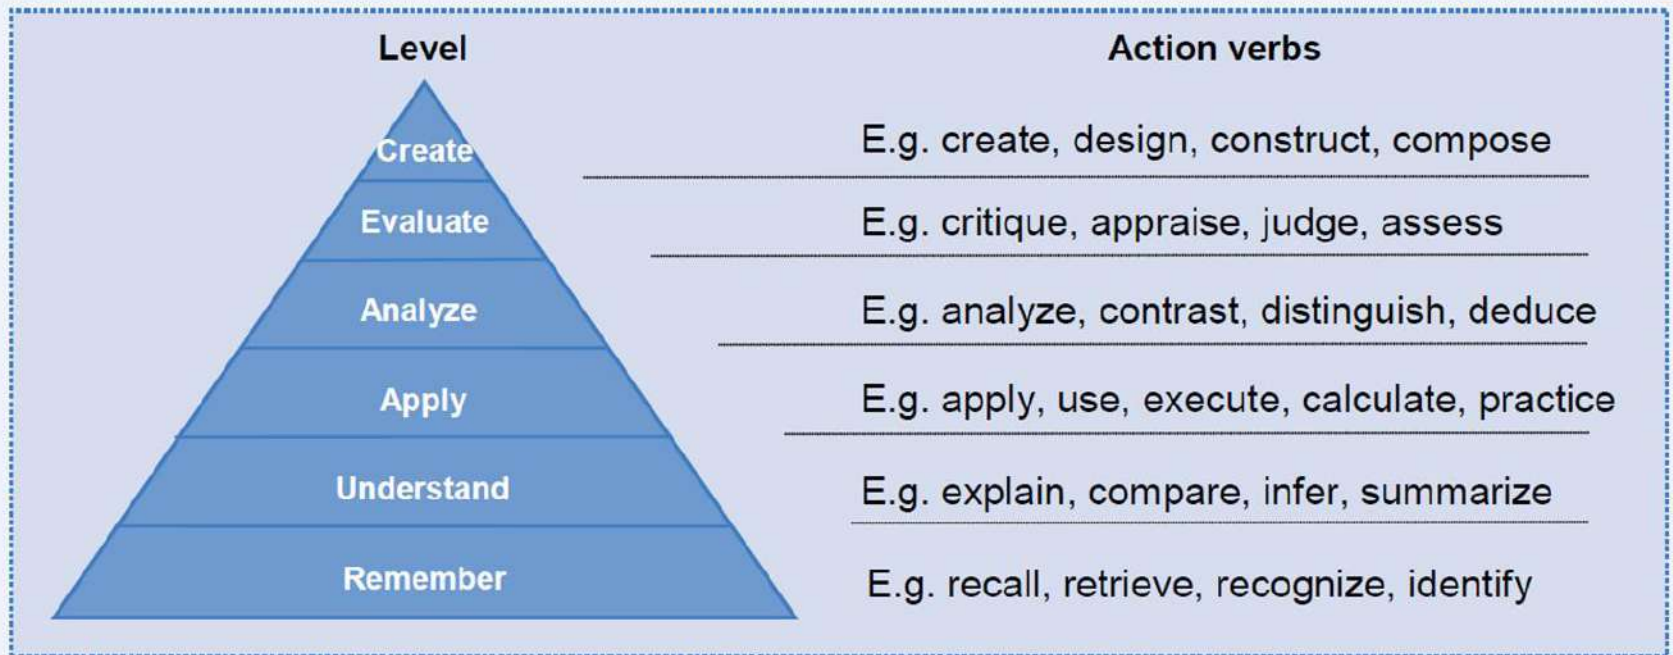 Level Action verbs
Create E.g. create, design, construct, compose
Evaluate E.g. critique, appraise, judge, assess
Analyze E.g. analyze, contrast, distinguish, deduce
Apply E.g. apply, use, execute, calculate, practice
Understand E.g. explain, compare, infer, summarize
Remember E.g. recall, retrieve, recognize, identify